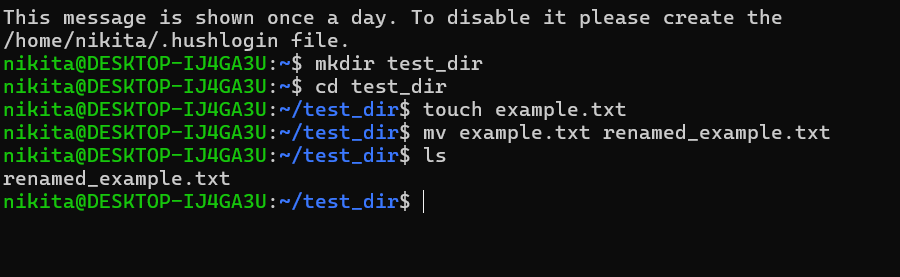 This message is shown once a day. To disable it please create the
/home/nikita/.hushlogin file.
nikita@DESKTOP-IJ4GA3U:~$ mkdir test_dir
nikita@DESKTOP-IJ4GA3U:~$ cd test_dir
nikita@DESKTOP-IJ4GA3U:~/test_dir$ touch example.txt
nikita@DESKTOP-IJ4GA3U:~/test_dir$ mv example.txt renamed_example.txt
nikita@DESKTOP-IJ4GA3U:~/test_dir$ ls
renamed_example.txt
nikita@DESKTOP-IJ4GA3U:~/test_dir$